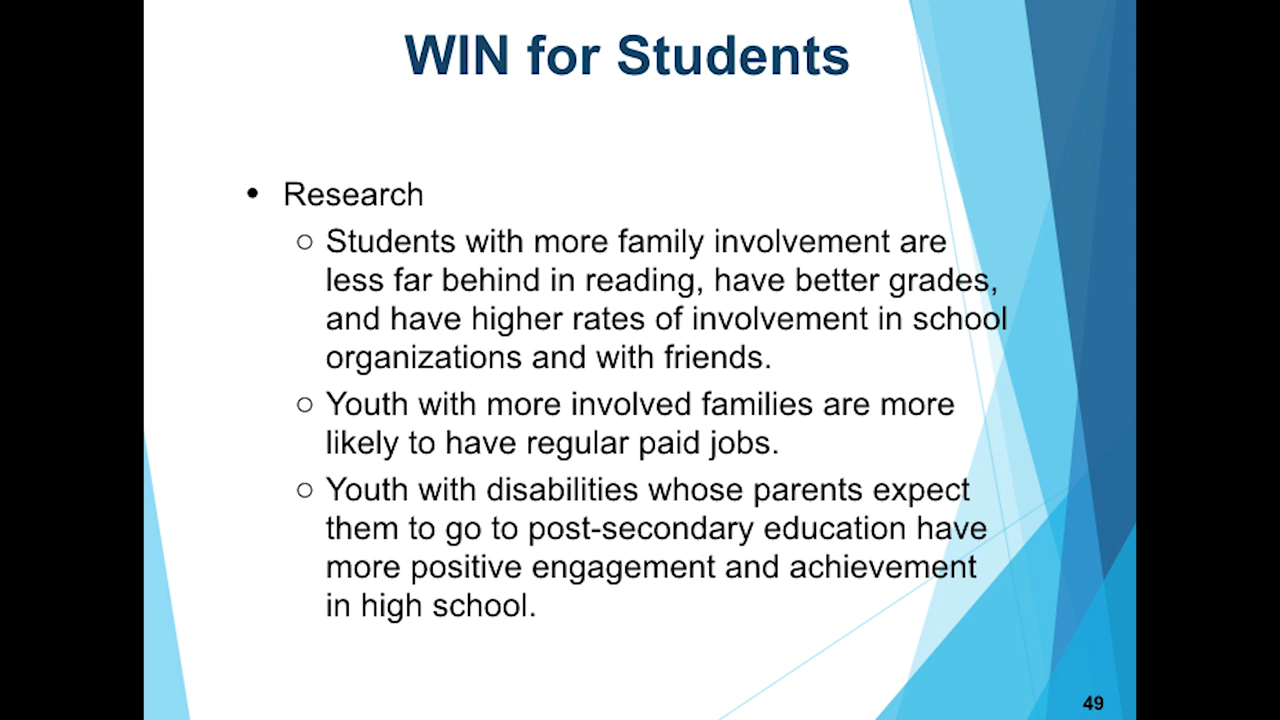 WIN for Students
• Research
○ Students with more family involvement are
less far behind in reading, have better grades,
and have higher rates of involvement in school
organizations and with friends.
○ Youth with more involved families are more
likely to have regular paid jobs.
○ Youth with disabilities whose parents expect
them to go to post-secondary education have
more positive engagement and achievement
in high school.
49